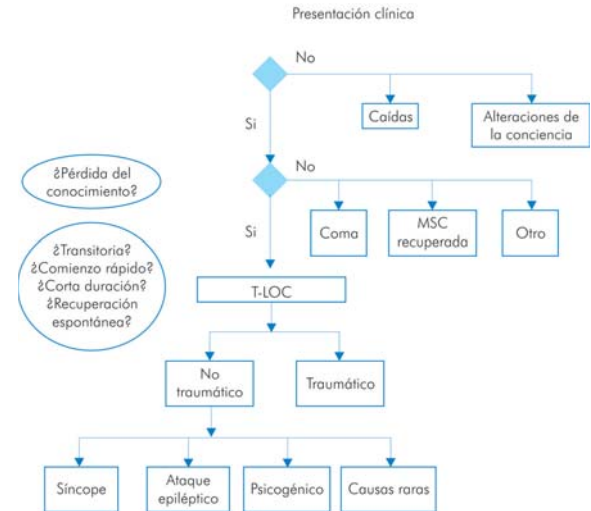 Presentación clínica
No
Caídas
Alteraciones de
la conciencia
Si
¿Pérdida del
conocimiento?
No
Coma
MSC
recuperada
Otro
Si
¿Transitoria?
¿Comienzo rápido?
¿Corta duración?
¿Recuperación
espontánea?
T-LOC
No
traumático
Traumático
Síncope
Ataque
epiléptico
Psicogénico
Causas raras